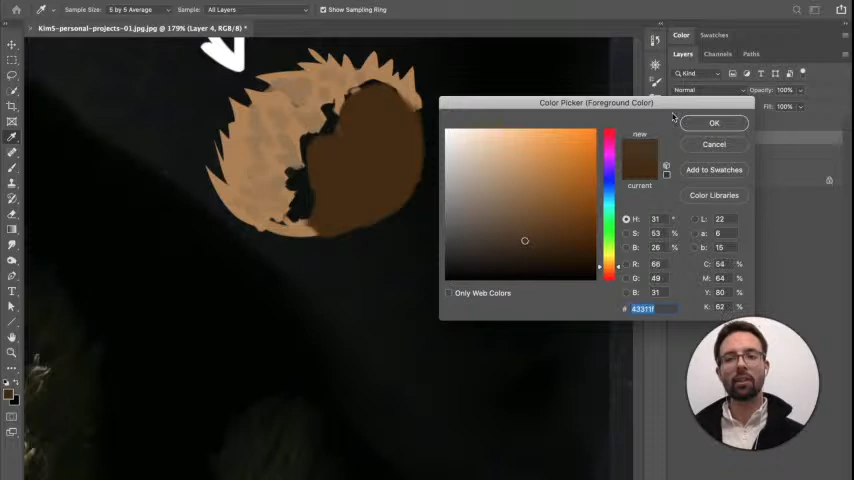 Sample Size: 5 by 5 Average Sample: All Layers Show Sampling Ring
× KimS-personal-projects-01.jpg.jpg @ 179% (Layer 4, RGB/8) *
Color Swatches
Layers Channels Paths
Kind
Normal Opacity: 100%
Fill: 100%
Color Picker (Foreground Color)
new
current
OK
Cancel
Add to Swatches
Color Libraries
H: 31 ° L: 22
S: 53 % a: 6
B: 26 % b: 15
R: 66 C: 54 %
G: 49 M: 64 %
B: 31 Y: 80 %
# 43311f K: 62 %
Only Web Colors